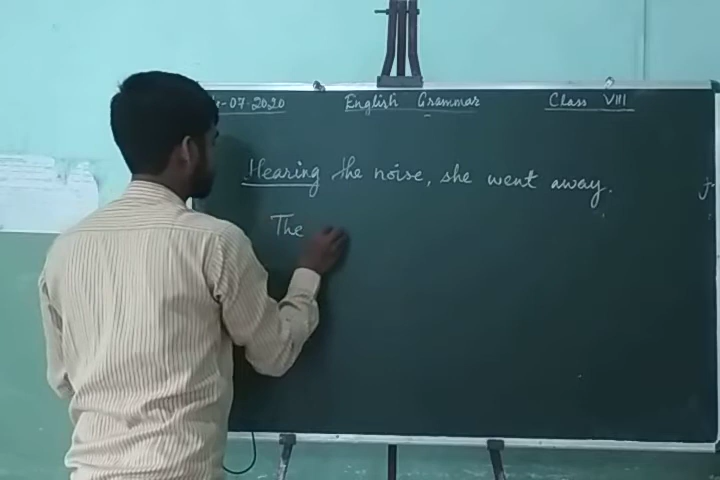 -07-2020 English Grammar Class VIII
Hearing the noise, she went away.
The